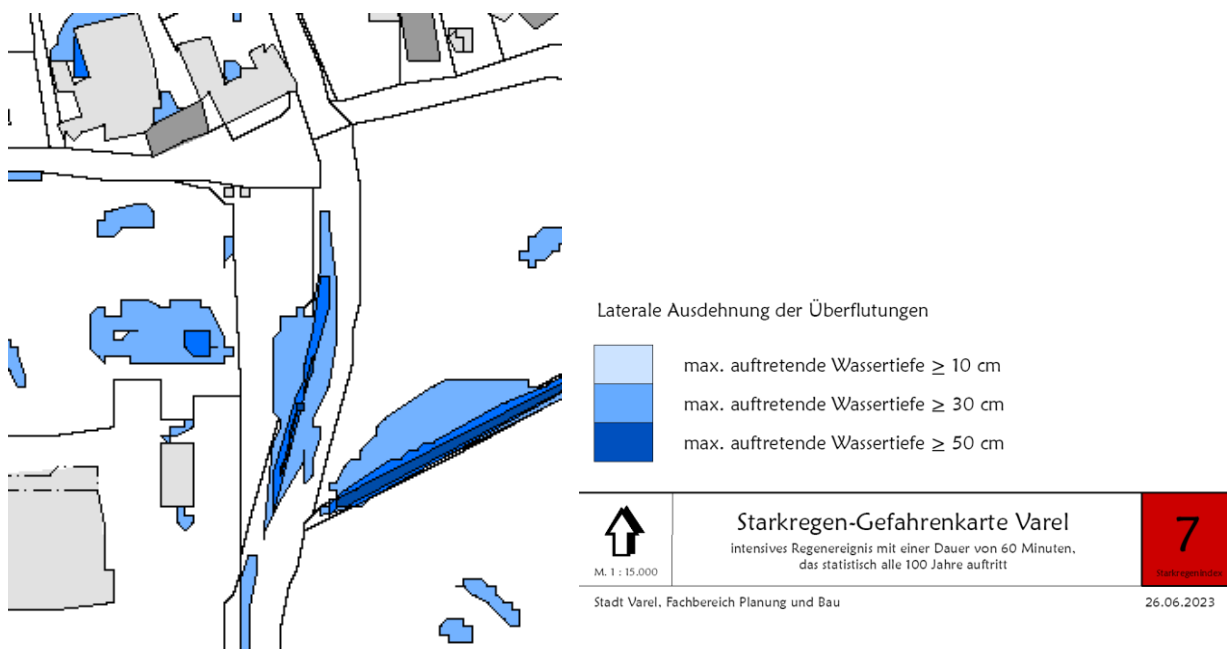 Laterale Ausdehnung der Überflutungen
max. auftretende Wassertiefe ≥ 10 cm
max. auftretende Wassertiefe ≥ 30 cm
max. auftretende Wassertiefe ≥ 50 cm
M. 1 : 15.000
Starkregen-Gefahrenkarte Varel
intensives Regenereignis mit einer Dauer von 60 Minuten,
das statistisch alle 100 Jahre auftritt
7
Starkregenindex
Stadt Varel, Fachbereich Planung und Bau
26.06.2023